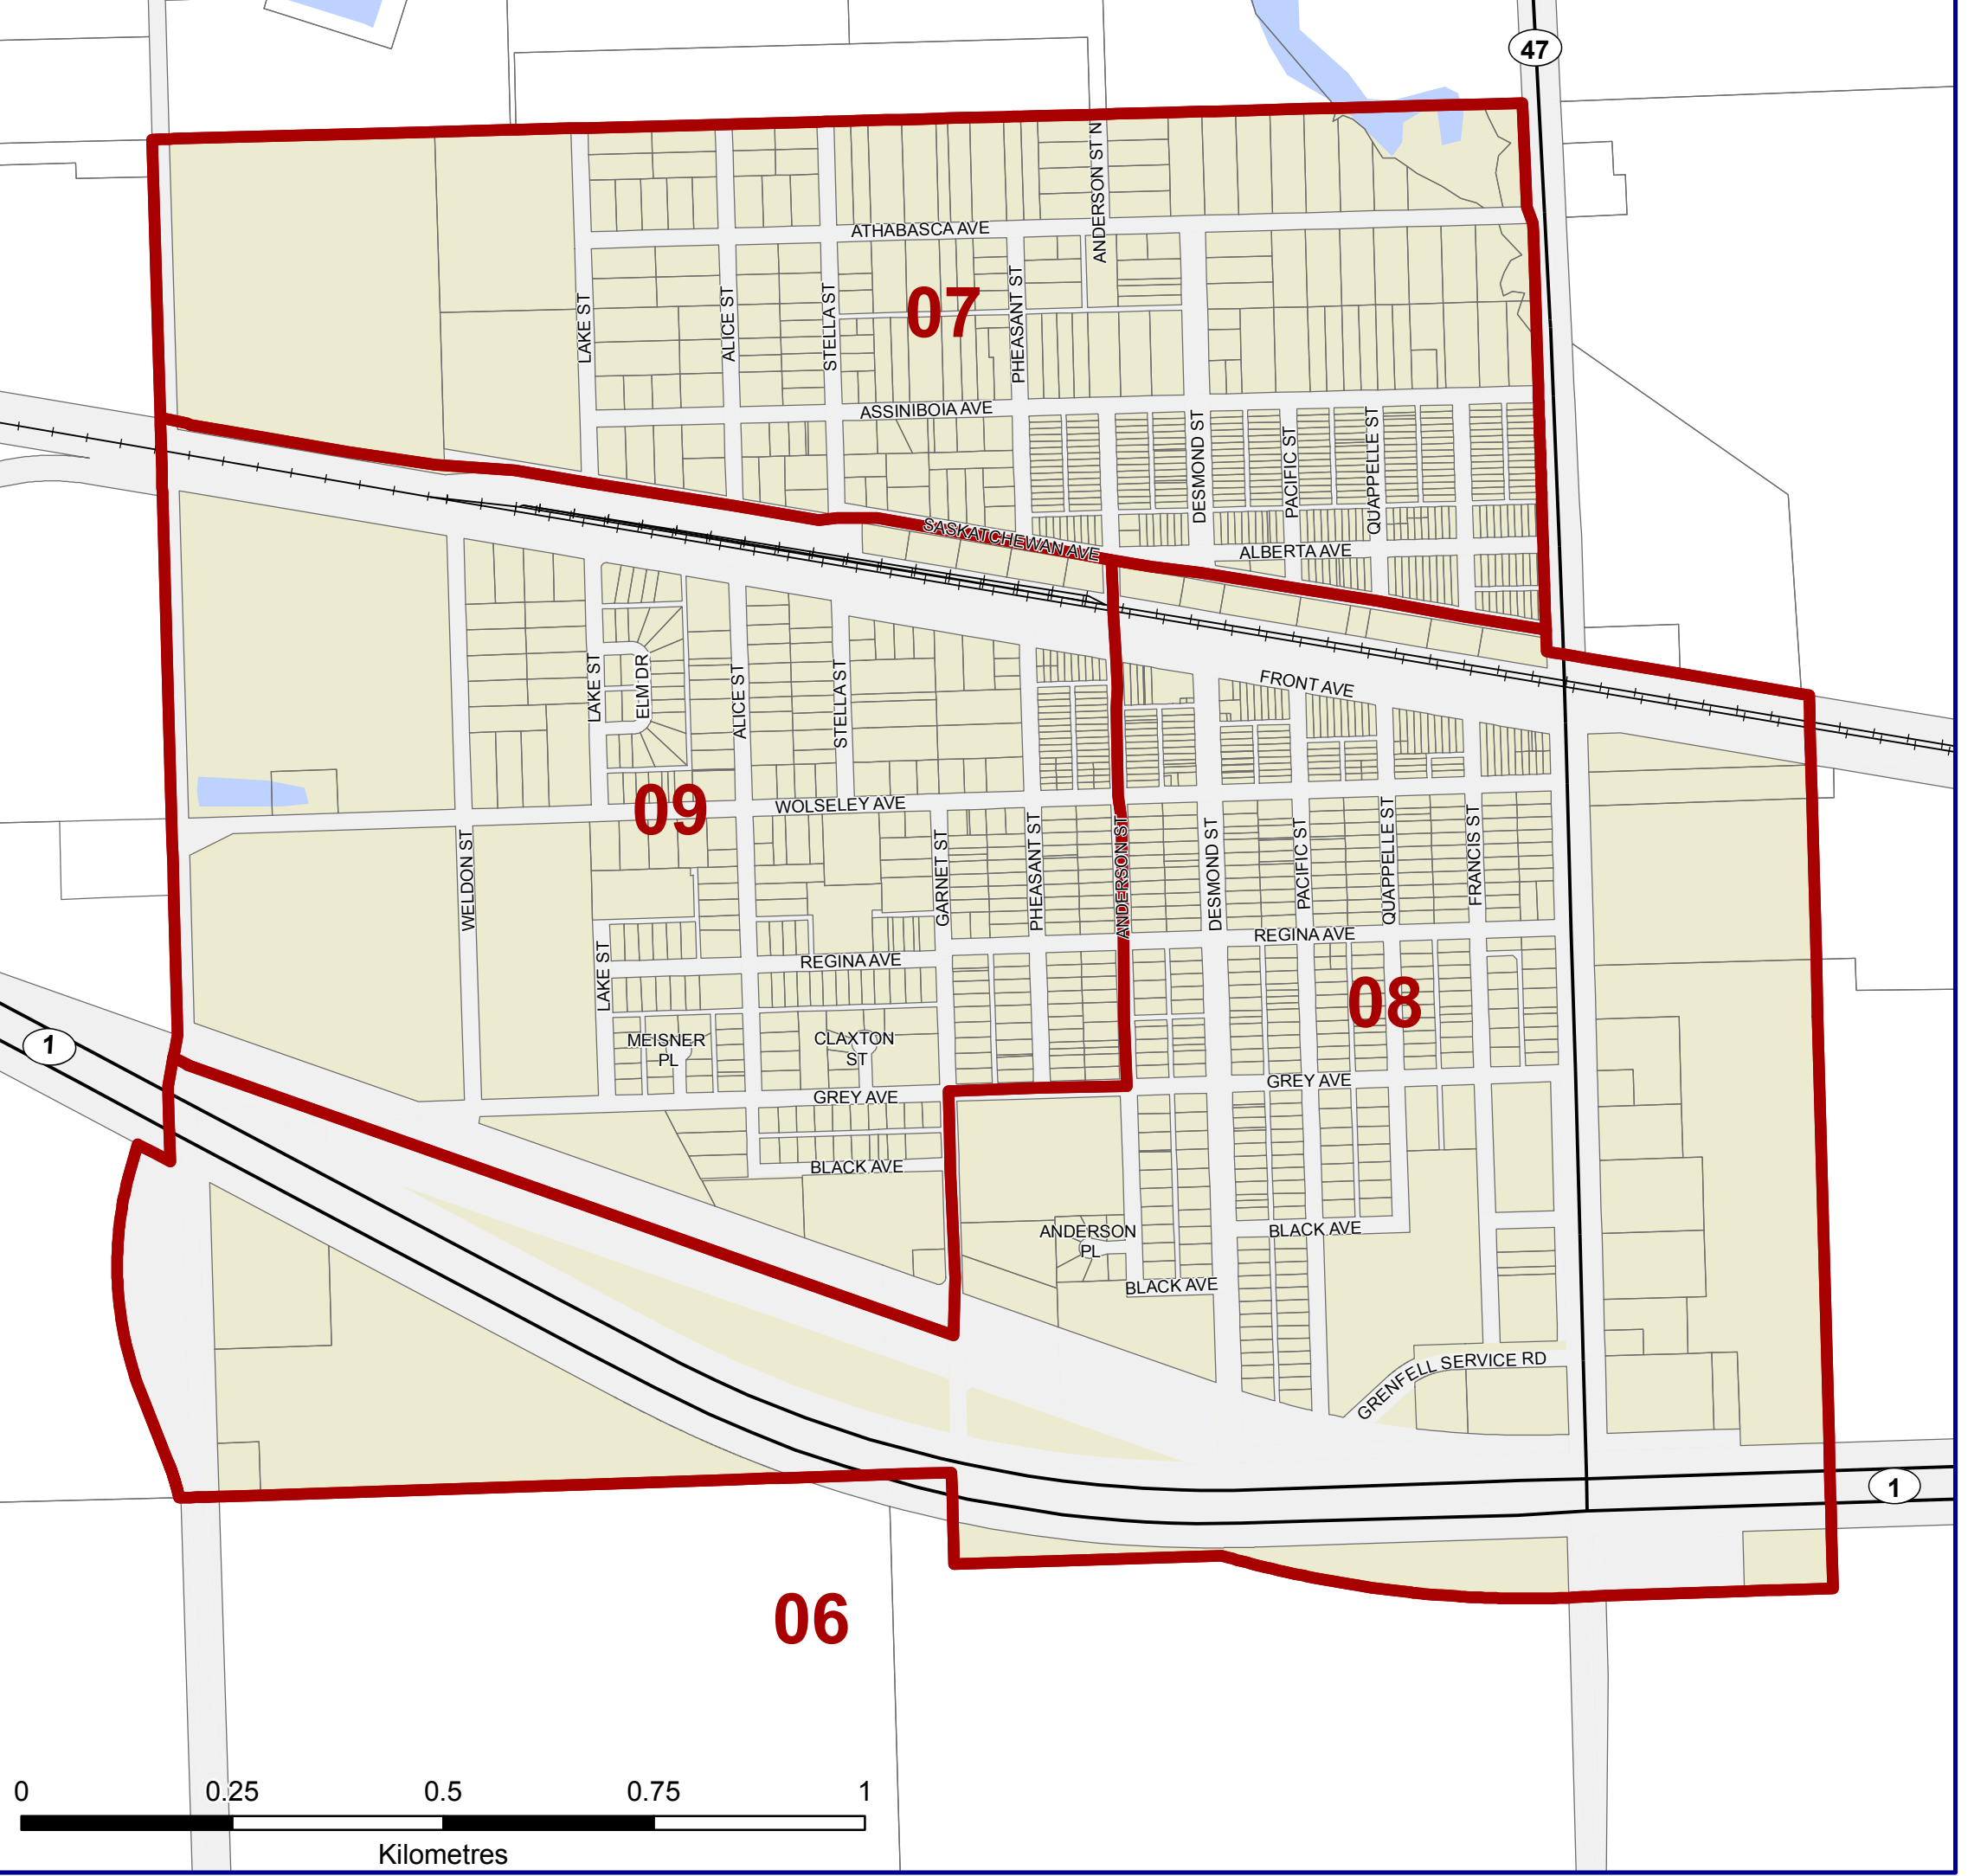 47
ANDERSON ST N
ATHABASCA AVE
07
LAKE ST
ALICE ST
STELLA ST
PHEASANT ST
ASSINIBOIA AVE
DESMOND ST
PACIFIC ST
QUAPPELLE ST
SASKATCHEWAN AVE
ALBERTA AVE
FRONT AVE
LAKE ST
ELM DR
ALICE ST
STELLA ST
09
WOLSELEY AVE
WELDON ST
GARNET ST
PHEASANT ST
ANDERSON ST
DESMOND ST
PACIFIC ST
QUAPPELLE ST
FRANCIS ST
REGINA AVE
REGINA AVE
LAKE ST
08
1
MEISNER
PL
CLAXTON
ST
GREY AVE
GREY AVE
BLACK AVE
ANDERSON
PL
BLACK AVE
BLACK AVE
GRENFELL SERVICE RD
1
06
0 0.25 0.5 0.75 1
Kilometres